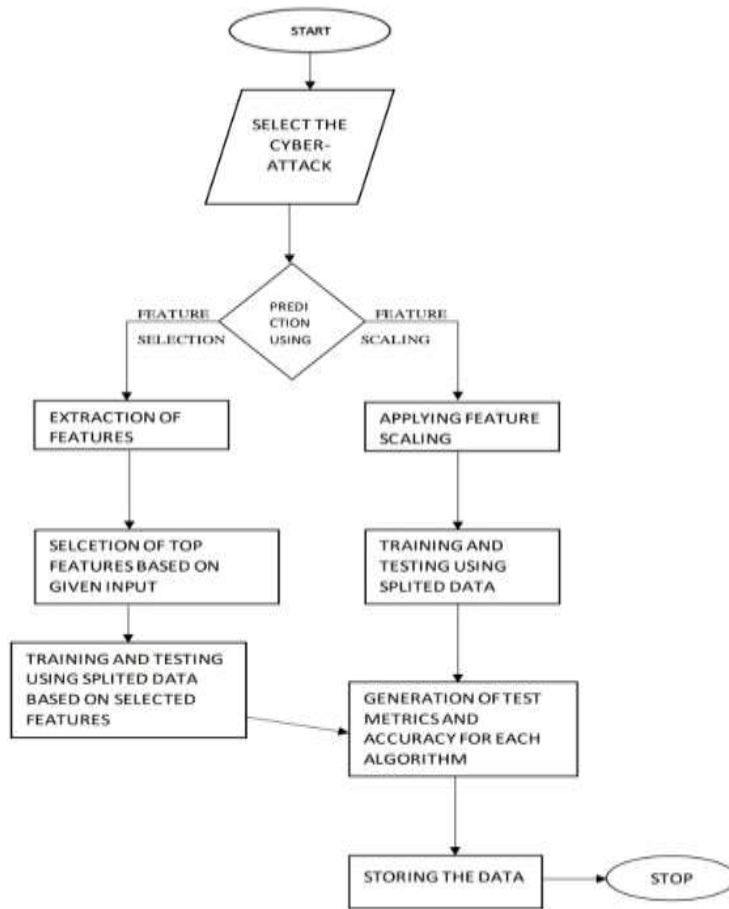 START
SELECT THE
CYBER-
ATTACK
PREDI
CTION
USING
FEATURE
SELECTION
FEATURE
SCALING
EXTRACTION OF
FEATURES
APPLYING FEATURE
SCALING
SELCETION OF TOP
FEATURES BASED ON
GIVEN INPUT
TRAINING AND
TESTING USING
SPLITED DATA
TRAINING AND TESTING
USING SPLITED DATA
BASED ON SELECTED
FEATURES
GENERATION OF TEST
METRICS AND
ACCURACY FOR EACH
ALGORITHM
STORING THE DATA
STOP